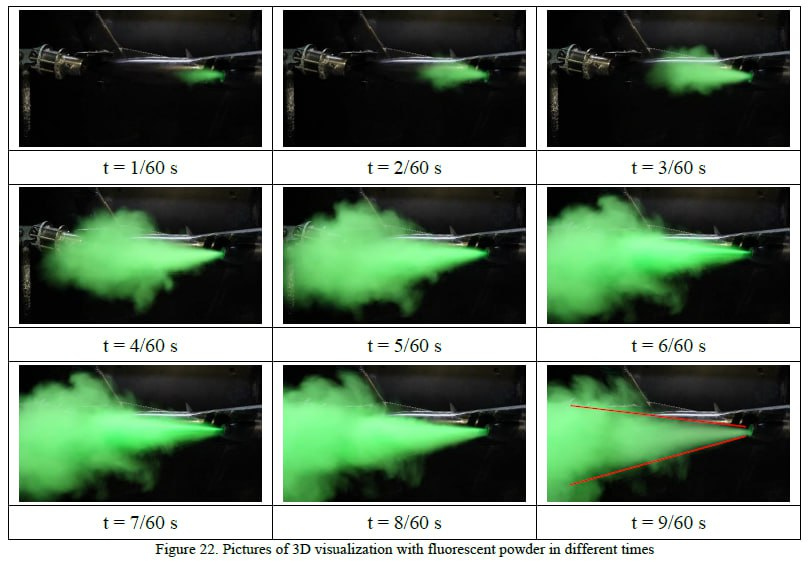 t = 1/60 s
t = 2/60 s
t = 3/60 s
t = 4/60 s
t = 5/60 s
t = 6/60 s
t = 7/60 s
t = 8/60 s
t = 9/60 s
Figure 22. Pictures of 3D visualization with fluorescent powder in different times